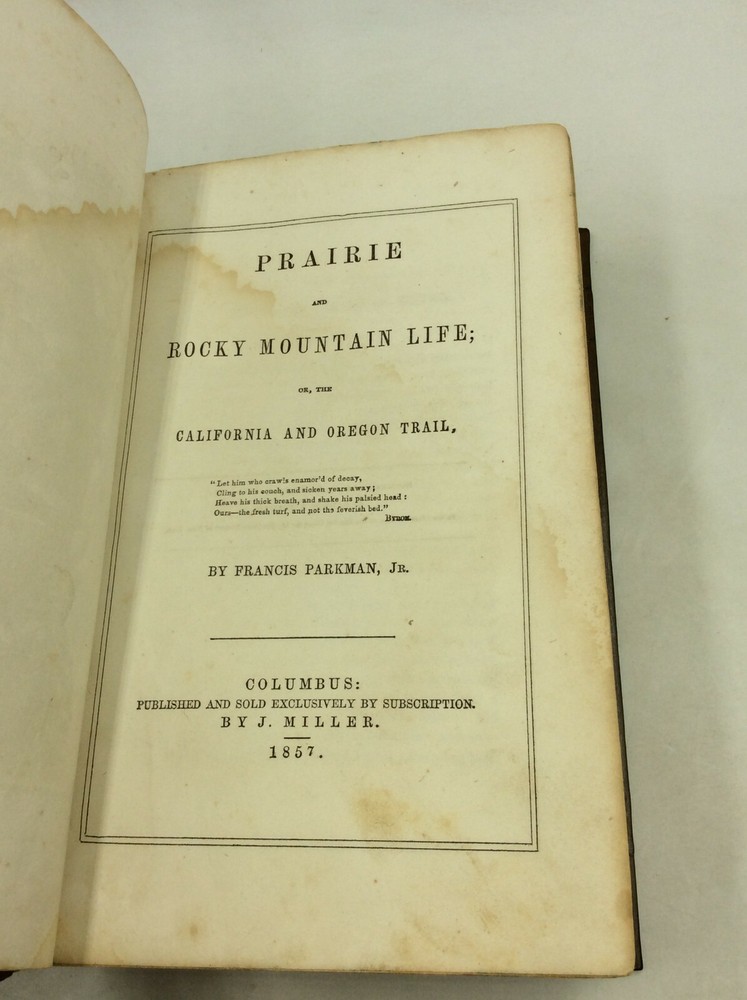 PRAIRIE
AND
ROCKY MOUNTAIN LIFE;
OR, THE
CALIFORNIA AND OREGON TRAIL,
"Let him who crawls enamor'd of decay,
Cling to his couch, and sicken years away;
Heave his thick breath, and shake his palsied head:
Ours—the fresh turf, and not the feverish bed."
BYRON.
BY FRANCIS PARKMAN, JR.
COLUMBUS:
PUBLISHED AND SOLD EXCLUSIVELY BY SUBSCRIPTION.
BY J. MILLER.
1857.